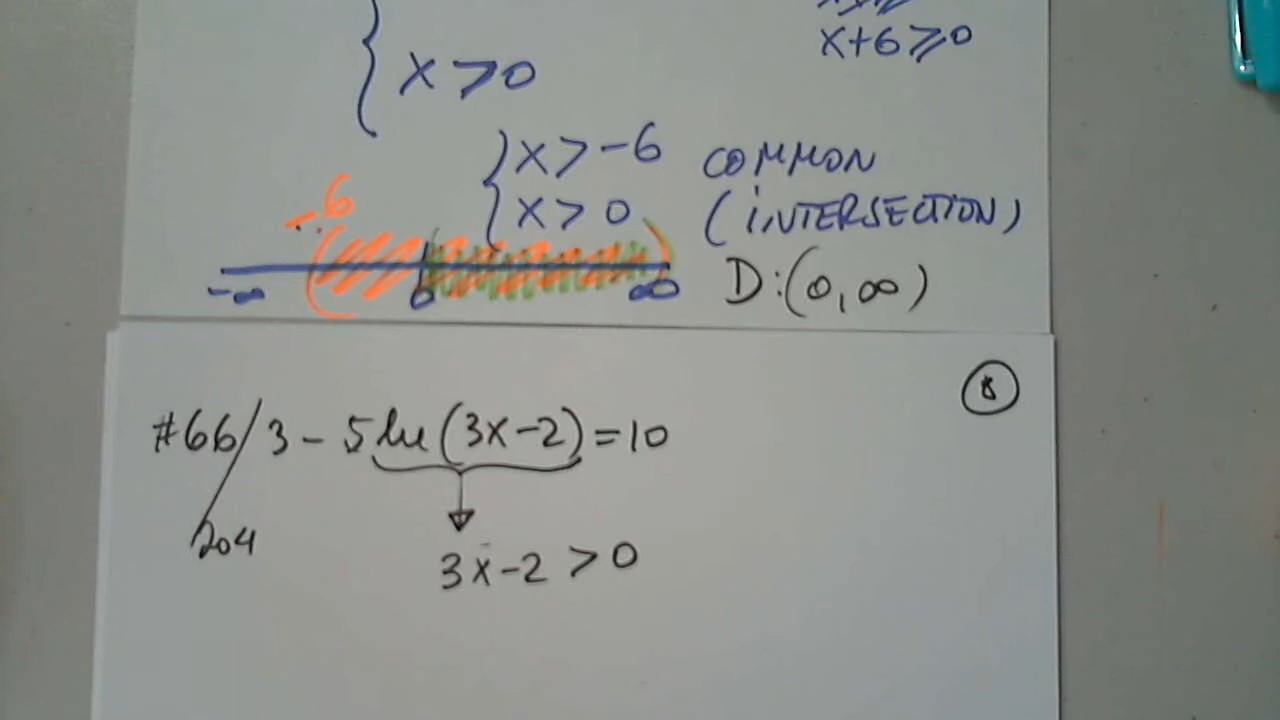 x+6⩾0
x>0
x>-6 COMMON
x>0 (INTERSECTION)
-6
-∞ 0 ∞ D:(0,∞)
8
#66/3-5ln(3x-2)=10
204
3x-2>0